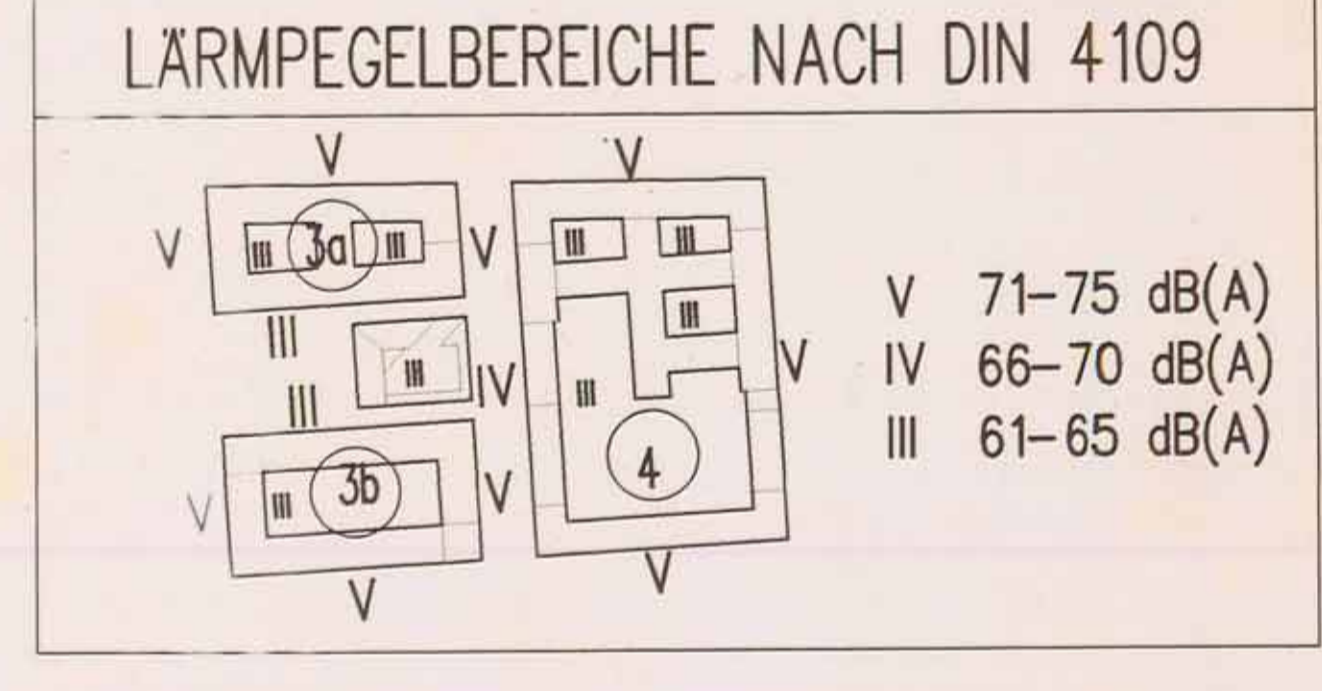 LÄRMPEGELBEREICHE NACH DIN 4109
V V
V III 3a III V III III
III III
III IV V
III III
V III 3b V 4
V V
V 71–75 dB(A)
IV 66–70 dB(A)
III 61–65 dB(A)